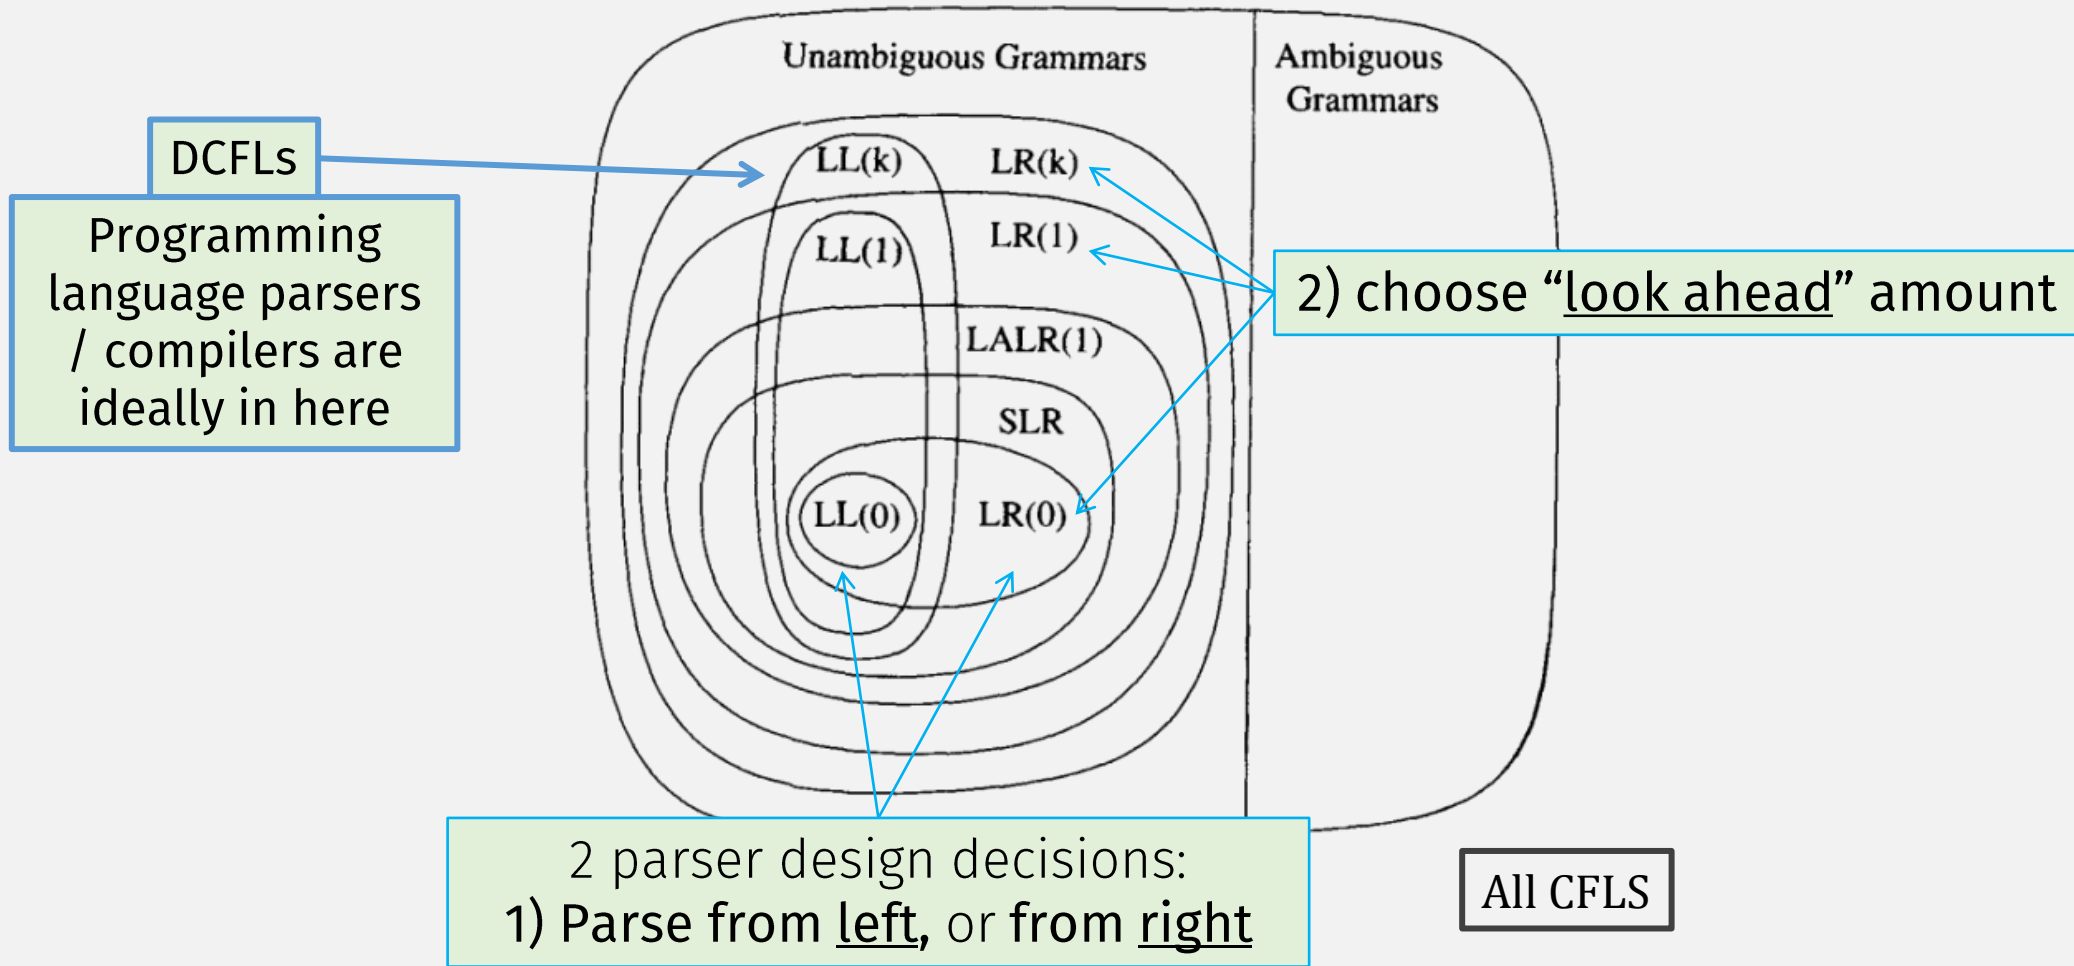 Unambiguous Grammars
Ambiguous
Grammars
DCFLs
Programming
language parsers
/ compilers are
ideally in here
LL(k)
LR(k)
LL(1)
LR(1)
2) choose “look ahead” amount
LALR(1)
SLR
LL(0)
LR(0)
2 parser design decisions:
1) Parse from left, or from right
All CFLS